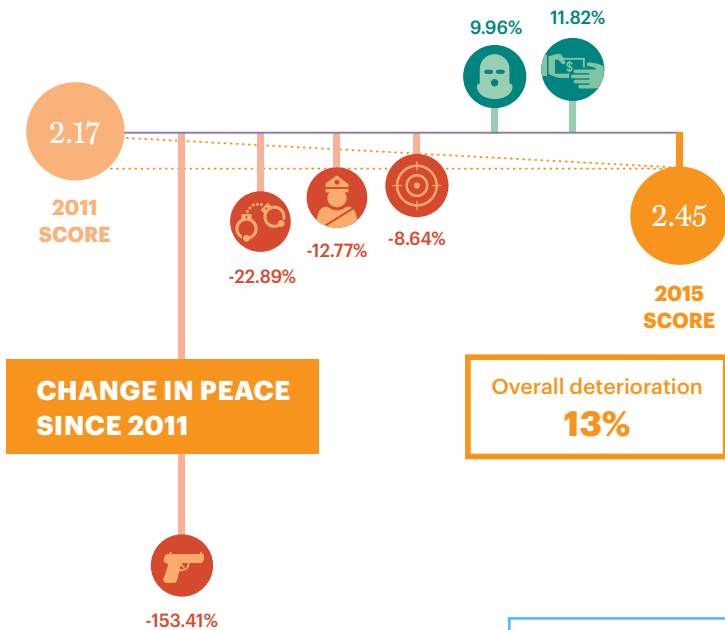 9.96%
11.82%
$
2.17
2011
SCORE
-22.89%
-12.77%
-8.64%
2.45
2015
SCORE
CHANGE IN PEACE
SINCE 2011
Overall deterioration
13%
-153.41%